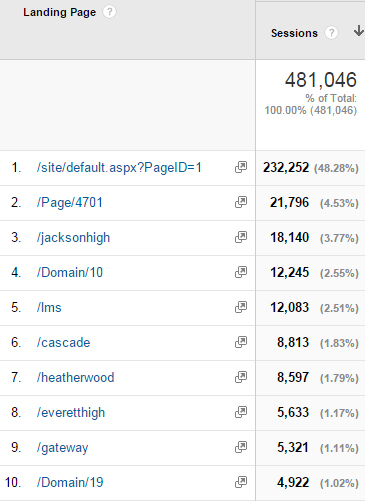 Landing Page ?
Sessions ?
481,046
% of Total:
100.00% (481,046)
1. /site/default.aspx?PageID=1 232,252 (48.28%)
2. /Page/4701 21,796 (4.53%)
3. /jacksonhigh 18,140 (3.77%)
4. /Domain/10 12,245 (2.55%)
5. /lms 12,083 (2.51%)
6. /cascade 8,813 (1.83%)
7. /heatherwood 8,597 (1.79%)
8. /everetthigh 5,633 (1.17%)
9. /gateway 5,321 (1.11%)
10. /Domain/19 4,922 (1.02%)